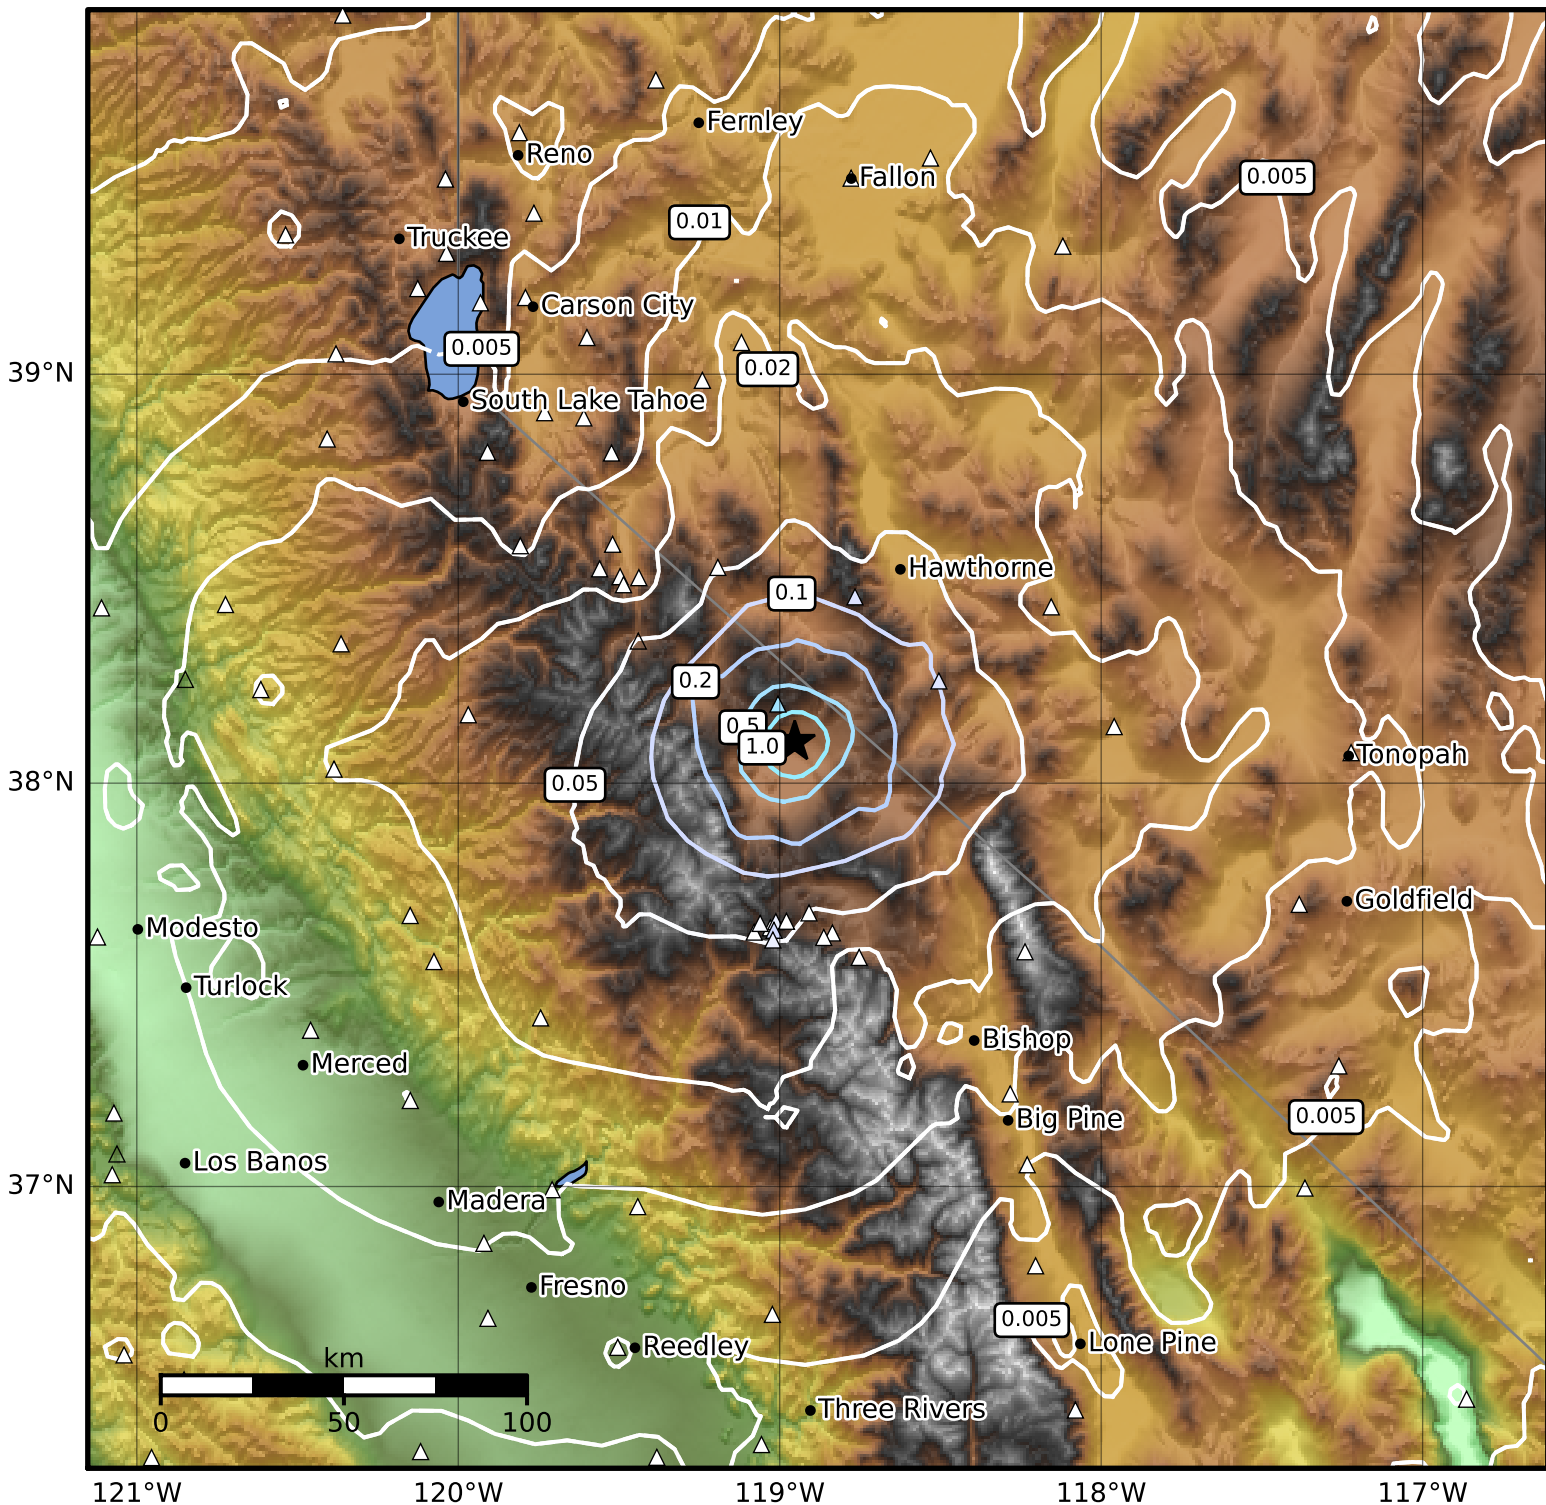 Fernley
Reno
Fallon
0.005
0.01
Truckee
Carson City
0.005
0.02
39°N
South Lake Tahoe
Hawthorne
0.1
0.2
0.5
1.0
Tonopah
38°N
0.05
Goldfield
Modesto
Turlock
Bishop
Merced
Big Pine
0.005
Los Banos
37°N
Madera
Fresno
0.005
Lone Pine
Reedley
km
Three Rivers
0 50 100
121°W 120°W 119°W 118°W 117°W